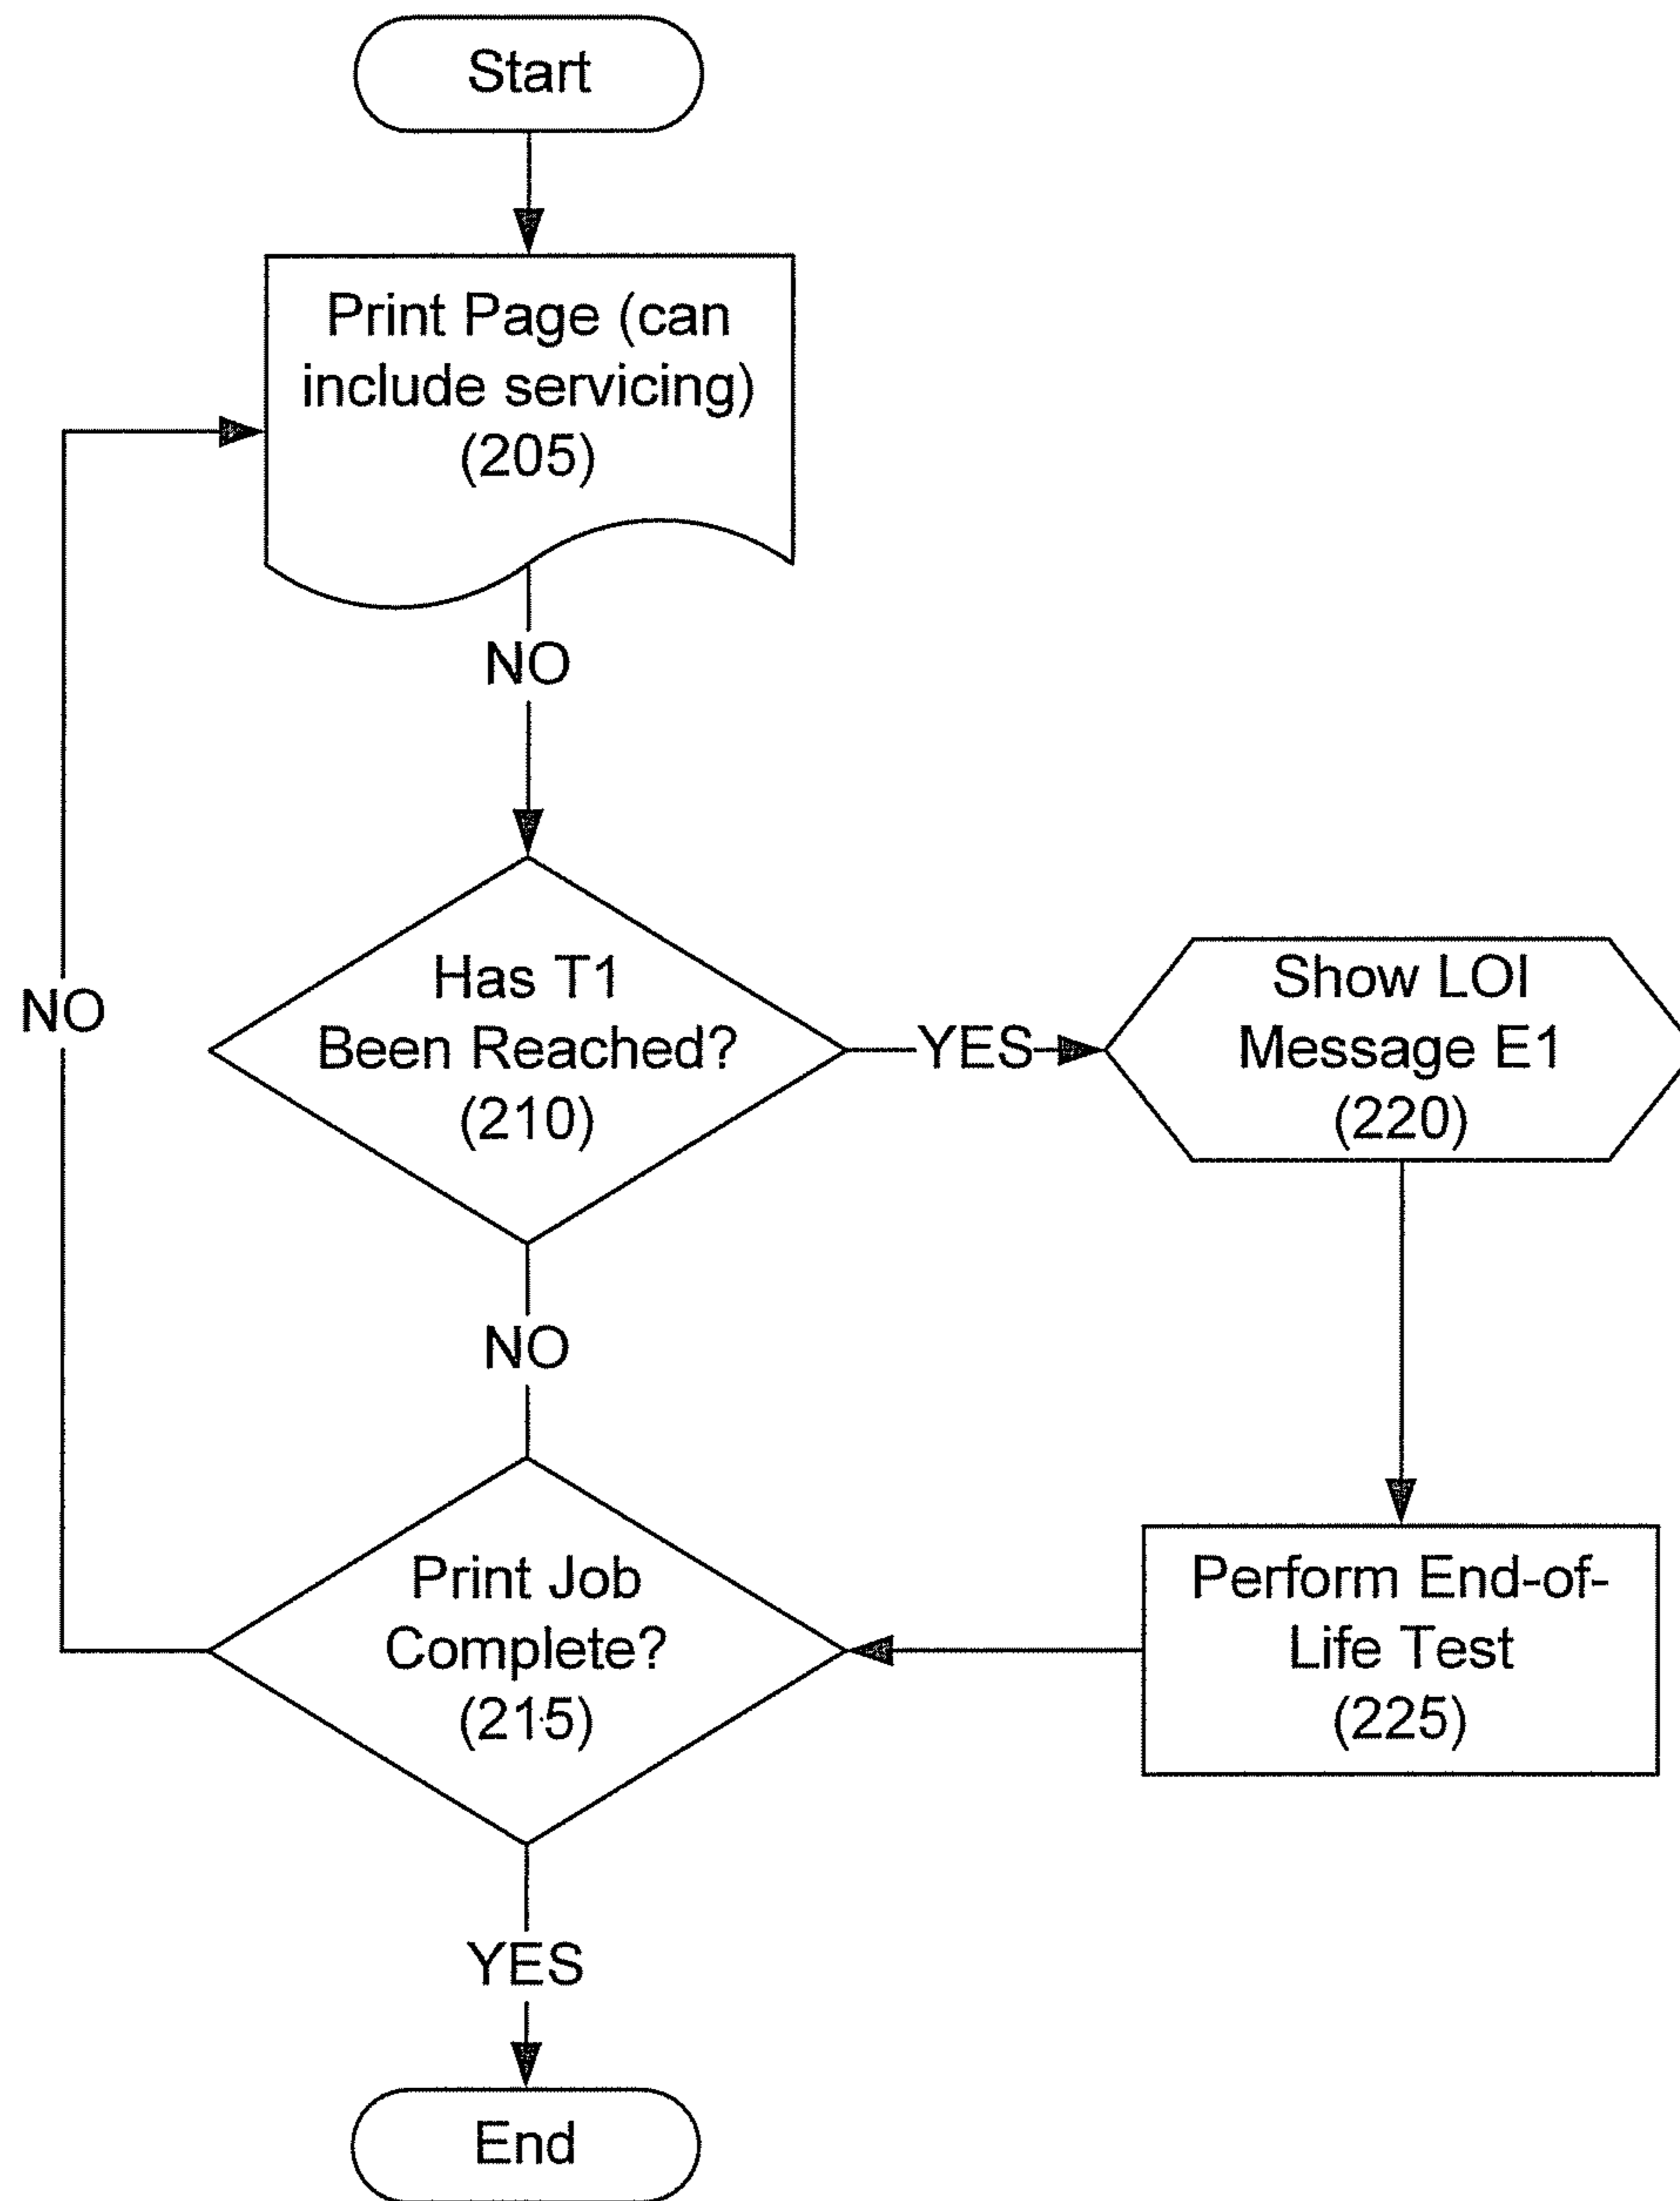 Start
Print Page (can
include servicing)
(205)
NO
Has T1
Been Reached?
(210)
YES
Show LOI
Message E1
(220)
NO
NO
Print Job
Complete?
(215)
Perform End-of-
Life Test
(225)
YES
End